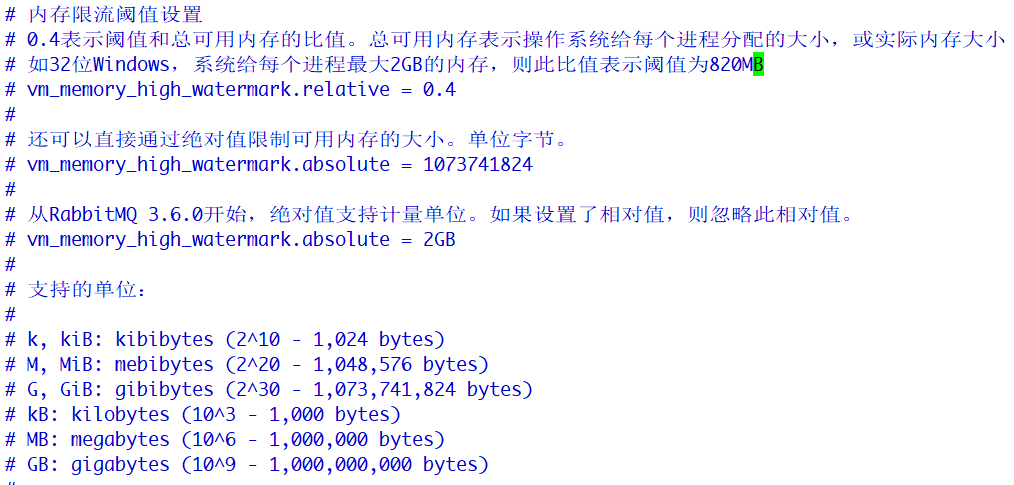 # 内存限流阈值设置
# 0.4表示阈值和总可用内存的比值。总可用内存表示操作系统给每个进程分配的大小，或实际内存大小
# 如32位Windows，系统给每个进程最大2GB的内存，则此比值表示阈值为820MB
# vm_memory_high_watermark.relative = 0.4
#
# 还可以直接通过绝对值限制可用内存的大小。单位字节。
# vm_memory_high_watermark.absolute = 1073741824
#
# 从RabbitMQ 3.6.0开始，绝对值支持计量单位。如果设置了相对值，则忽略此相对值。
# vm_memory_high_watermark.absolute = 2GB
#
# 支持的单位：
#
# k, kiB: kibibytes (2^10 - 1,024 bytes)
# M, MiB: mebibytes (2^20 - 1,048,576 bytes)
# G, GiB: gibibytes (2^30 - 1,073,741,824 bytes)
# kB: kilobytes (10^3 - 1,000 bytes)
# MB: megabytes (10^6 - 1,000,000 bytes)
# GB: gigabytes (10^9 - 1,000,000,000 bytes)
#